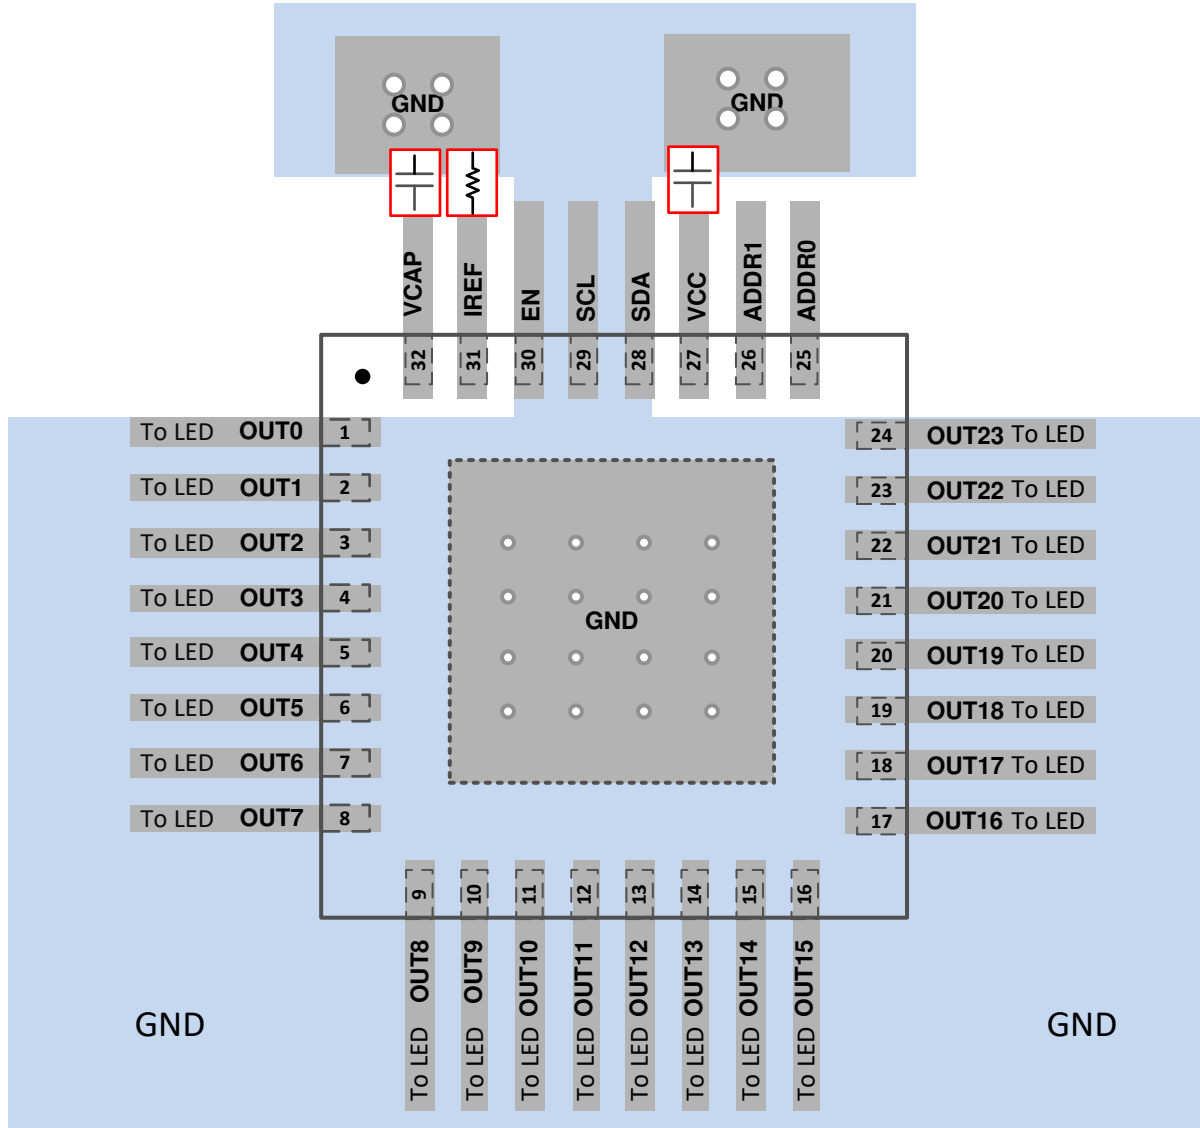 GND
GND
VCAP
IREF
EN
SCL
SDA
VCC
ADDR1
ADDR0
32
31
30
29
28
27
26
25
To LED OUT0 1
24 OUT23 To LED
To LED OUT1 2
23 OUT22 To LED
To LED OUT2 3
22 OUT21 To LED
To LED OUT3 4
21 OUT20 To LED
GND
To LED OUT4 5
20 OUT19 To LED
To LED OUT5 6
19 OUT18 To LED
To LED OUT6 7
18 OUT17 To LED
To LED OUT7 8
17 OUT16 To LED
9
10
11
12
13
14
15
16
To LED OUT8
To LED OUT9
To LED OUT10
To LED OUT11
To LED OUT12
To LED OUT13
To LED OUT14
To LED OUT15
GND
GND